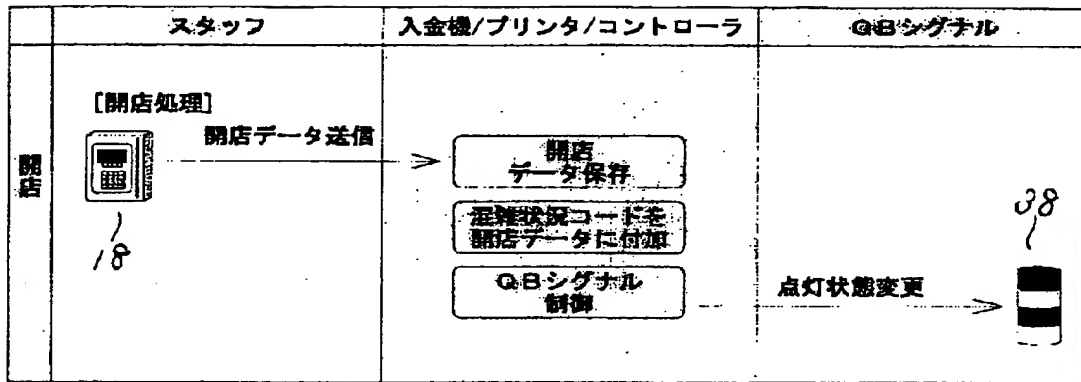 スタッフ
入金機/プリンタ/コントローラ
QBシグナル
開店
[開店処理]
開店データ送信
18
開店
データ保存
混雑状況コードを
開店データに付加
QBシグナル
制御
点灯状態変更
38